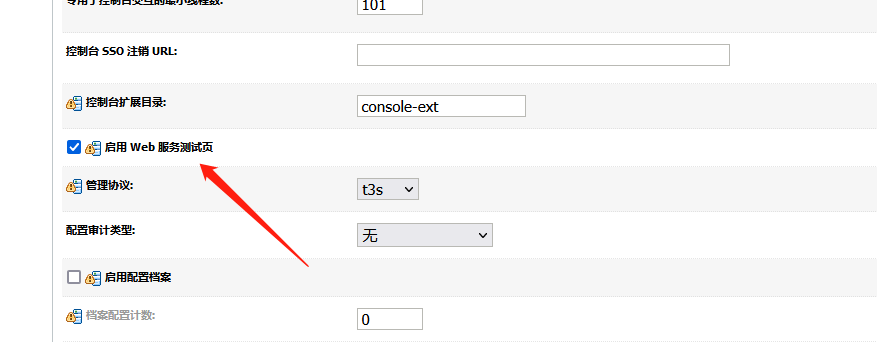 专用于控制台交互的最小线程数:
101
控制台 SSO 注销 URL:
控制台扩展目录:
console-ext
启用 Web 服务测试页
管理协议:
t3s
配置审计类型:
无
启用配置档案
档案配置计数:
0